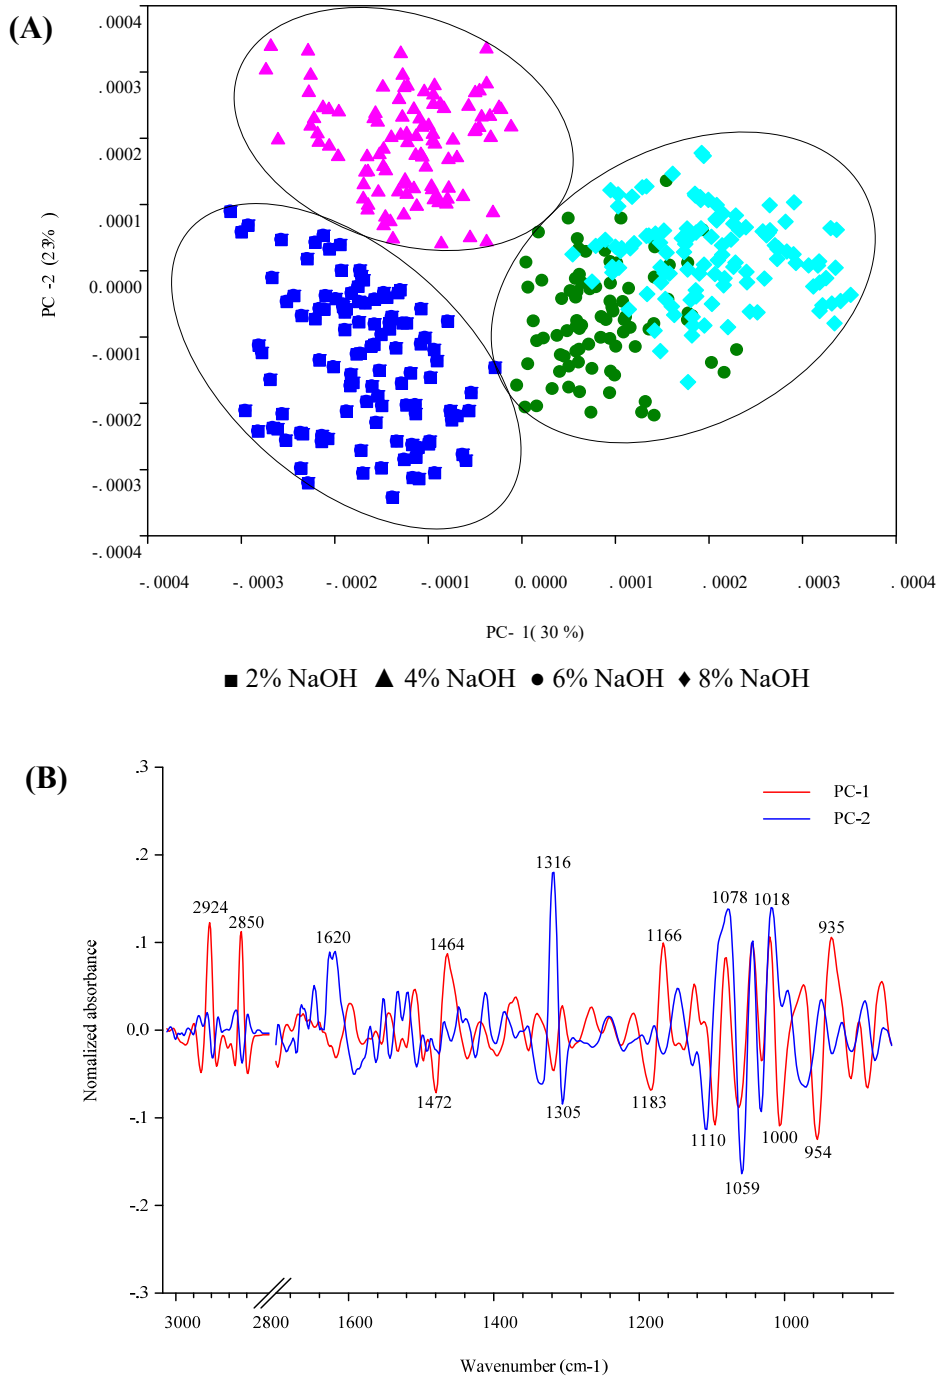 (A)
.0004
.0003
.0002
.0001
0.0000
-.0001
-.0002
-.0003
-.0004
PC -2 (23% )
-.0004 -.0003 -.0002 -.0001 0.0000 .0001 .0002 .0003 .0004
PC- 1( 30 %)
■ 2% NaOH ▲ 4% NaOH ● 6% NaOH ♦ 8% NaOH
(B)
.3
.2
.1
0.0
-.1
-.2
-.3
Nomalized absorbance
PC-1
PC-2
2924
2850
1620
1464
1316
1166
1078
1018
935
1472
1305
1183
1110
1059
1000
954
3000 2800 1600 1400 1200 1000
Wavenumber (cm-1)